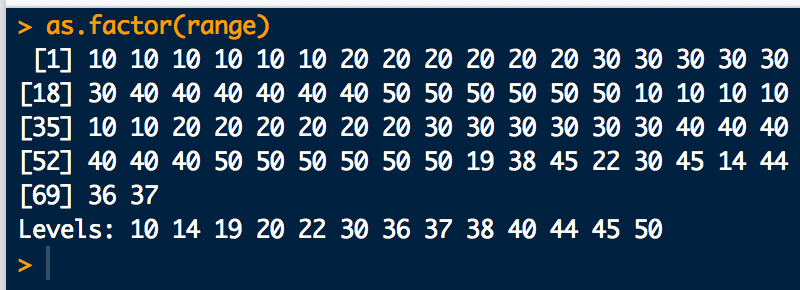 > as.factor(range)
[1] 10 10 10 10 10 10 20 20 20 20 20 20 30 30 30 30 30
[18] 30 40 40 40 40 40 40 50 50 50 50 50 50 10 10 10 10
[35] 10 10 20 20 20 20 20 20 30 30 30 30 30 30 40 40 40
[52] 40 40 40 50 50 50 50 50 50 19 38 45 22 30 45 14 44
[69] 36 37
Levels: 10 14 19 20 22 30 36 37 38 40 44 45 50
>